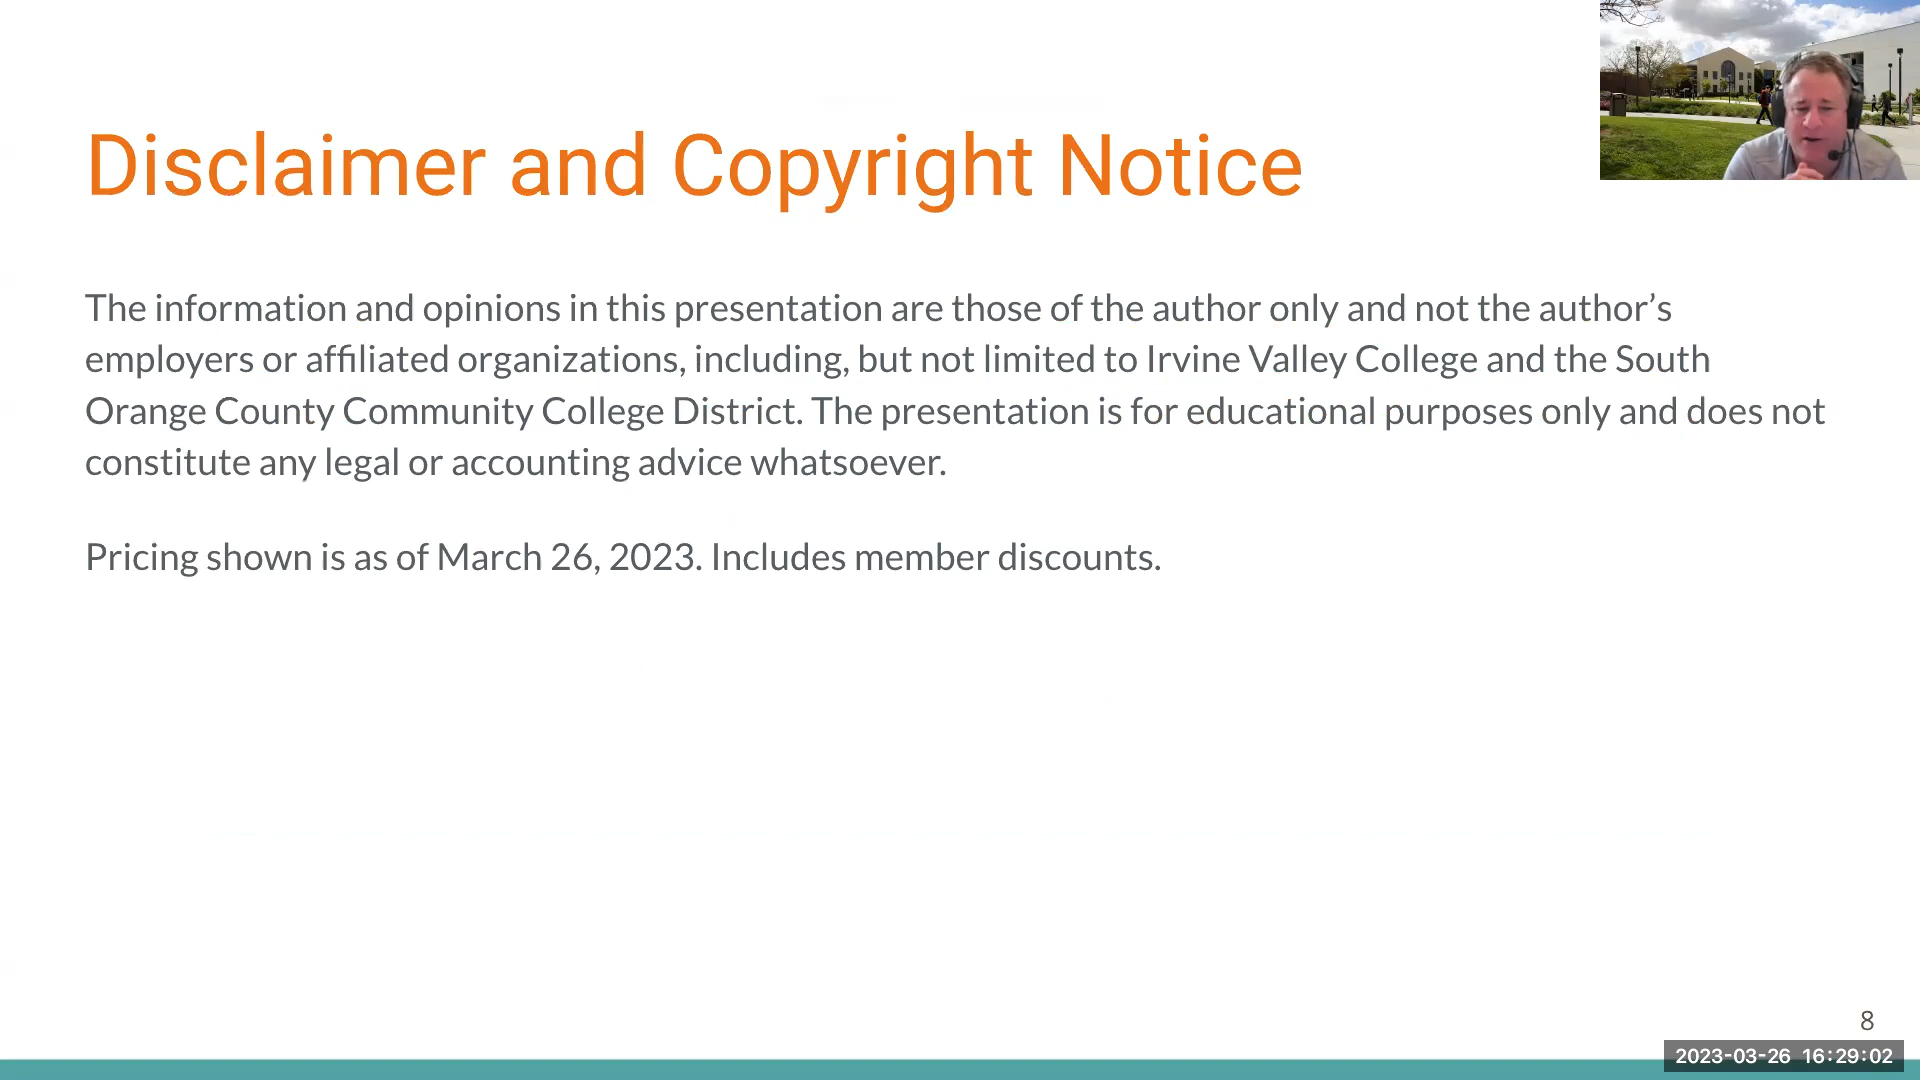 Disclaimer and Copyright Notice
The information and opinions in this presentation are those of the author only and not the author’s
employers or affiliated organizations, including, but not limited to Irvine Valley College and the South
Orange County Community College District. The presentation is for educational purposes only and does not
constitute any legal or accounting advice whatsoever.
Pricing shown is as of March 26, 2023. Includes member discounts.
8
2023-03-26 16:29:02